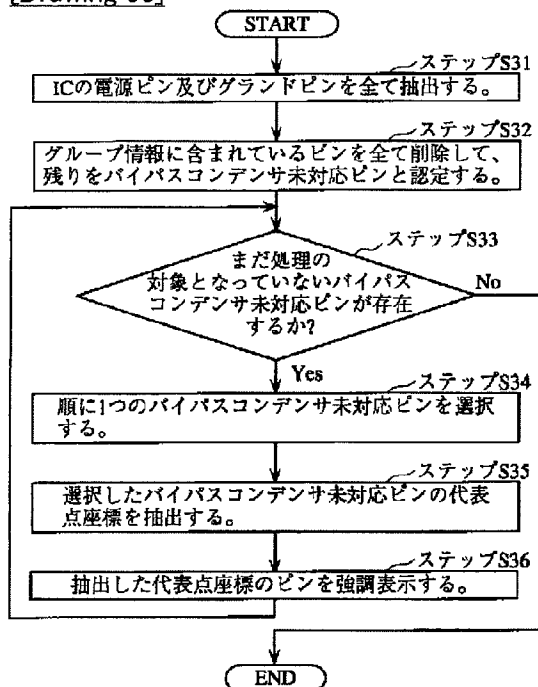 START
ステップS31
ICの電源ピン及びグランドピンを全て抽出する。
ステップS32
グループ情報に含まれているピンを全て削除して、
残りをバイパスコンデンサ未対応ピンと認定する。
ステップS33
まだ処理の
対象となっていないバイパス
コンデンサ未対応ピンが存在
するか?
No
Yes
ステップS34
順に1つのバイパスコンデンサ未対応ピンを選択
する。
ステップS35
選択したバイパスコンデンサ未対応ピンの代表
点座標を抽出する。
ステップS36
抽出した代表点座標のピンを強調表示する。
END